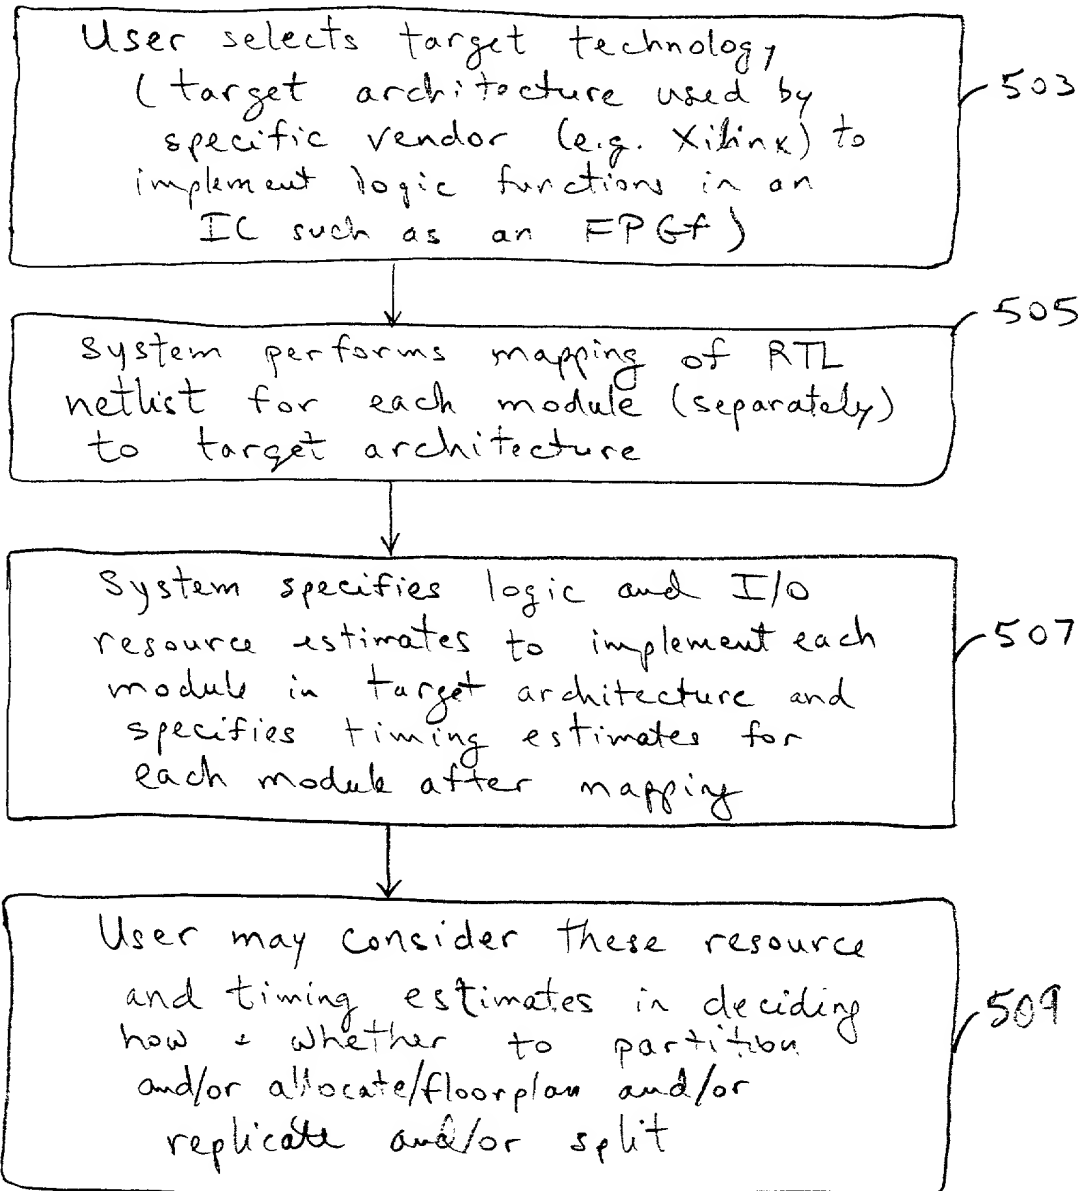 User selects target technology
(target architecture used by
specific vendor (e.g. Xilinx) to
implement logic functions in an
IC such as an FPGA)
503
505
System performs mapping of RTL
netlist for each module (separately)
to target architecture
System specifies logic and I/O
resource estimates to implement each
module in target architecture and
specifies timing estimates for
each module after mapping
507
User may consider these resource
and timing estimates in deciding
how + whether to partition
and/or allocate/floorplan and/or
replicate and/or split
509